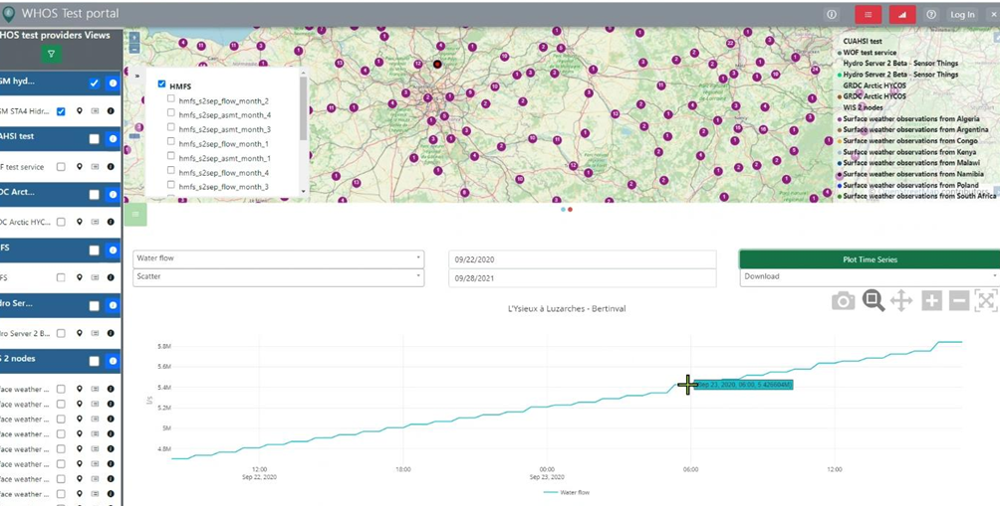 WHOS Test portal
Log In
HOS test providers Views
GM hyd...
GM STA4 Hidr...
AHSI test
F test service
DC Arct...
DC Arctic HYC...
FS
FS
dro Ser...
dro Server 2 B...
S 2 nodes
face weather ...
face weather ...
face weather ...
face weather ...
face weather ...
face weather ...
face weather ...
face weather ...
HMFS
hmfs_s2sep_flow_month_2
hmfs_s2sep_asmt_month_4
hmfs_s2sep_asmt_month_3
hmfs_s2sep_flow_month_1
hmfs_s2sep_asmt_month_1
hmfs_s2sep_flow_month_4
hmfs_s2sep_flow_month_3
CUAHSI test
WOF test service
Hydro Server 2 Beta - Sensor Things
Hydro Server 2 Beta - Sensor Things
GRDC Arctic HYCOS
GRDC Arctic HYCOS
WIS 2 nodes
Surface weather observations from Algeria
Surface weather observations from Argentina
Surface weather observations from Congo
Surface weather observations from Kenya
Surface weather observations from Malawi
Surface weather observations from Namibia
Surface weather observations from Poland
Surface weather observations from South Africa
Water flow
09/22/2020
Plot Time Series
Scatter
09/28/2021
Download
L'Ysieux à Luzarches - Bertinval
5.8M
5.6M
5.4M
5.2M
5M
4.8M
l/s
Sep 23, 2020, 06:00, 5.426604M
12:00
Sep 22, 2020
18:00
00:00
Sep 23, 2020
06:00
12:00
Water flow